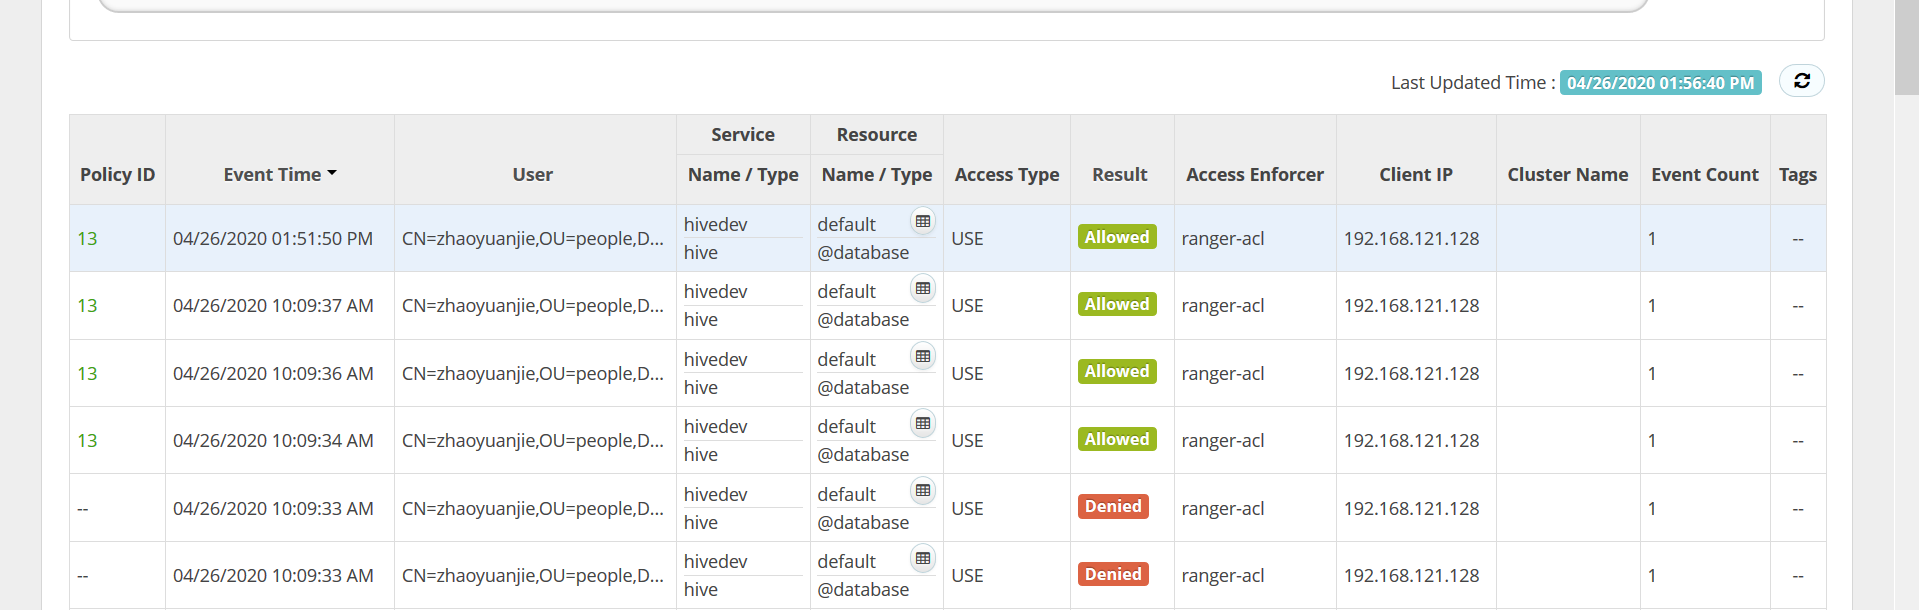 Last Updated Time : 04/26/2020 01:56:40 PM
Service Resource
Policy ID Event Time User Name / Type Name / Type Access Type Result Access Enforcer Client IP Cluster Name Event Count Tags
13 04/26/2020 01:51:50 PM CN=zhaoyuanjie,OU=people,D... hivedev default USE Allowed ranger-acl 192.168.121.128 1 --
hive @database
13 04/26/2020 10:09:37 AM CN=zhaoyuanjie,OU=people,D... hivedev default USE Allowed ranger-acl 192.168.121.128 1 --
hive @database
13 04/26/2020 10:09:36 AM CN=zhaoyuanjie,OU=people,D... hivedev default USE Allowed ranger-acl 192.168.121.128 1 --
hive @database
13 04/26/2020 10:09:34 AM CN=zhaoyuanjie,OU=people,D... hivedev default USE Allowed ranger-acl 192.168.121.128 1 --
hive @database
-- 04/26/2020 10:09:33 AM CN=zhaoyuanjie,OU=people,D... hivedev default USE Denied ranger-acl 192.168.121.128 1 --
hive @database
-- 04/26/2020 10:09:33 AM CN=zhaoyuanjie,OU=people,D... hivedev default USE Denied ranger-acl 192.168.121.128 1 --
hive @database